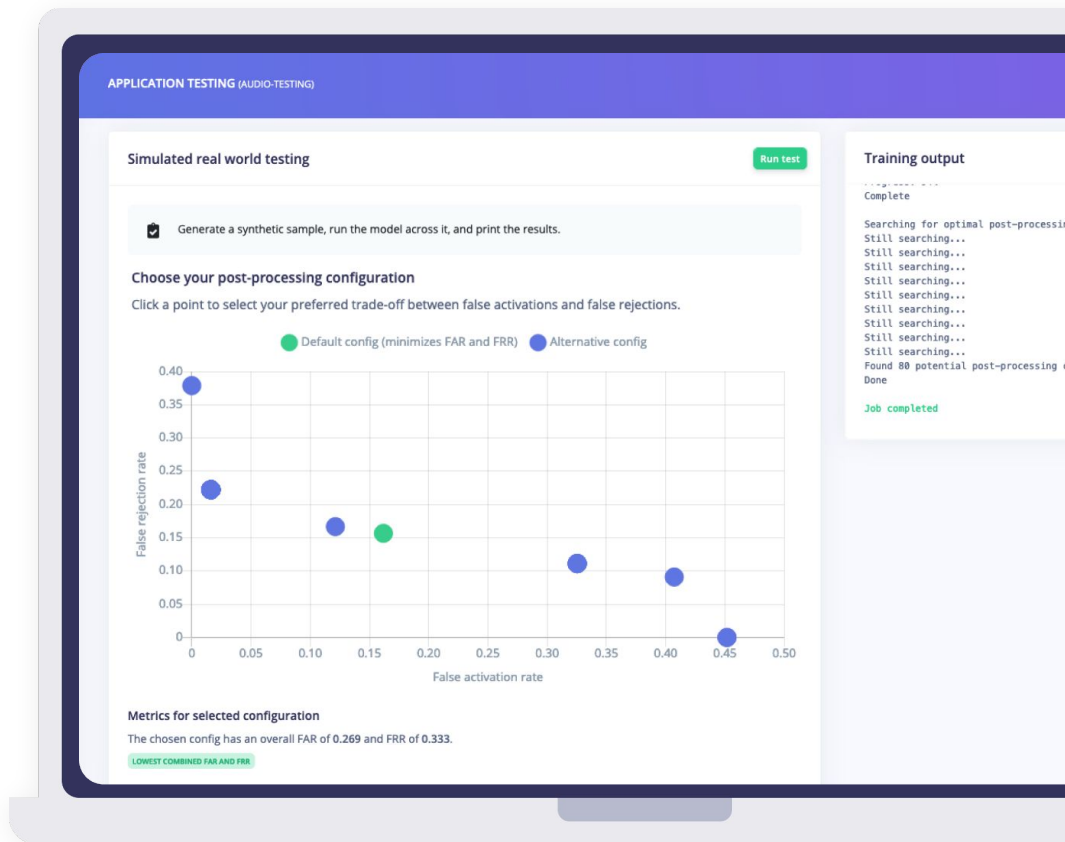 APPLICATION TESTING (AUDIO-TESTING)
Simulated real world testing
Run test
Generate a synthetic sample, run the model across it, and print the results.
Choose your post-processing configuration
Click a point to select your preferred trade-off between false activations and false rejections.
Default config (minimizes FAR and FRR)
Alternative config
0.40
0.35
0.30
0.25
0.20
0.15
0.10
0.05
0
False rejection rate
0 0.05 0.10 0.15 0.20 0.25 0.30 0.35 0.40 0.45 0.50
False activation rate
Metrics for selected configuration
The chosen config has an overall FAR of 0.269 and FRR of 0.333.
LOWEST COMBINED FAR AND FRR
Training output
Complete
Searching for optimal post-processin
Still searching...
Still searching...
Still searching...
Still searching...
Still searching...
Still searching...
Still searching...
Still searching...
Still searching...
Found 80 potential post-processing
Done
Job completed